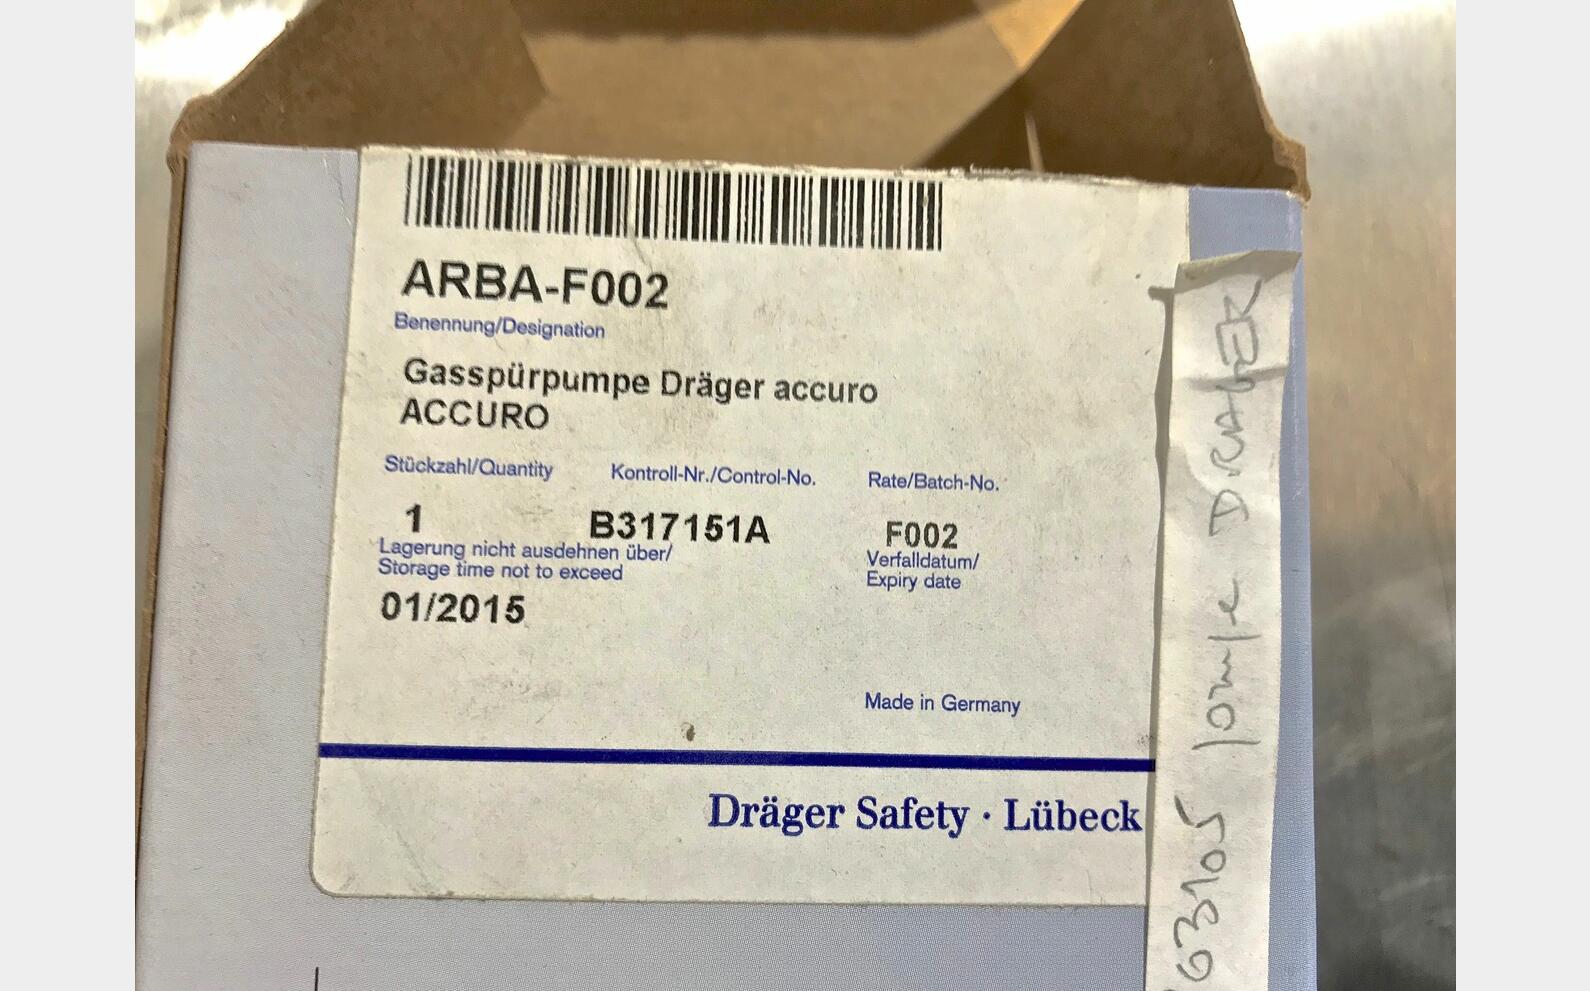 ARBA-F002
Benennung/Designation
Gasspürpumpe Dräger accuro
ACCURO
Stückzahl/Quantity Kontroll-Nr./Control-No. Rate/Batch-No.
1 B317151A F002
Lagerung nicht ausdehnen über/
Storage time not to exceed
Verfalldatum/
Expiry date
01/2015
Made in Germany
Dräger Safety · Lübeck
DRAGER